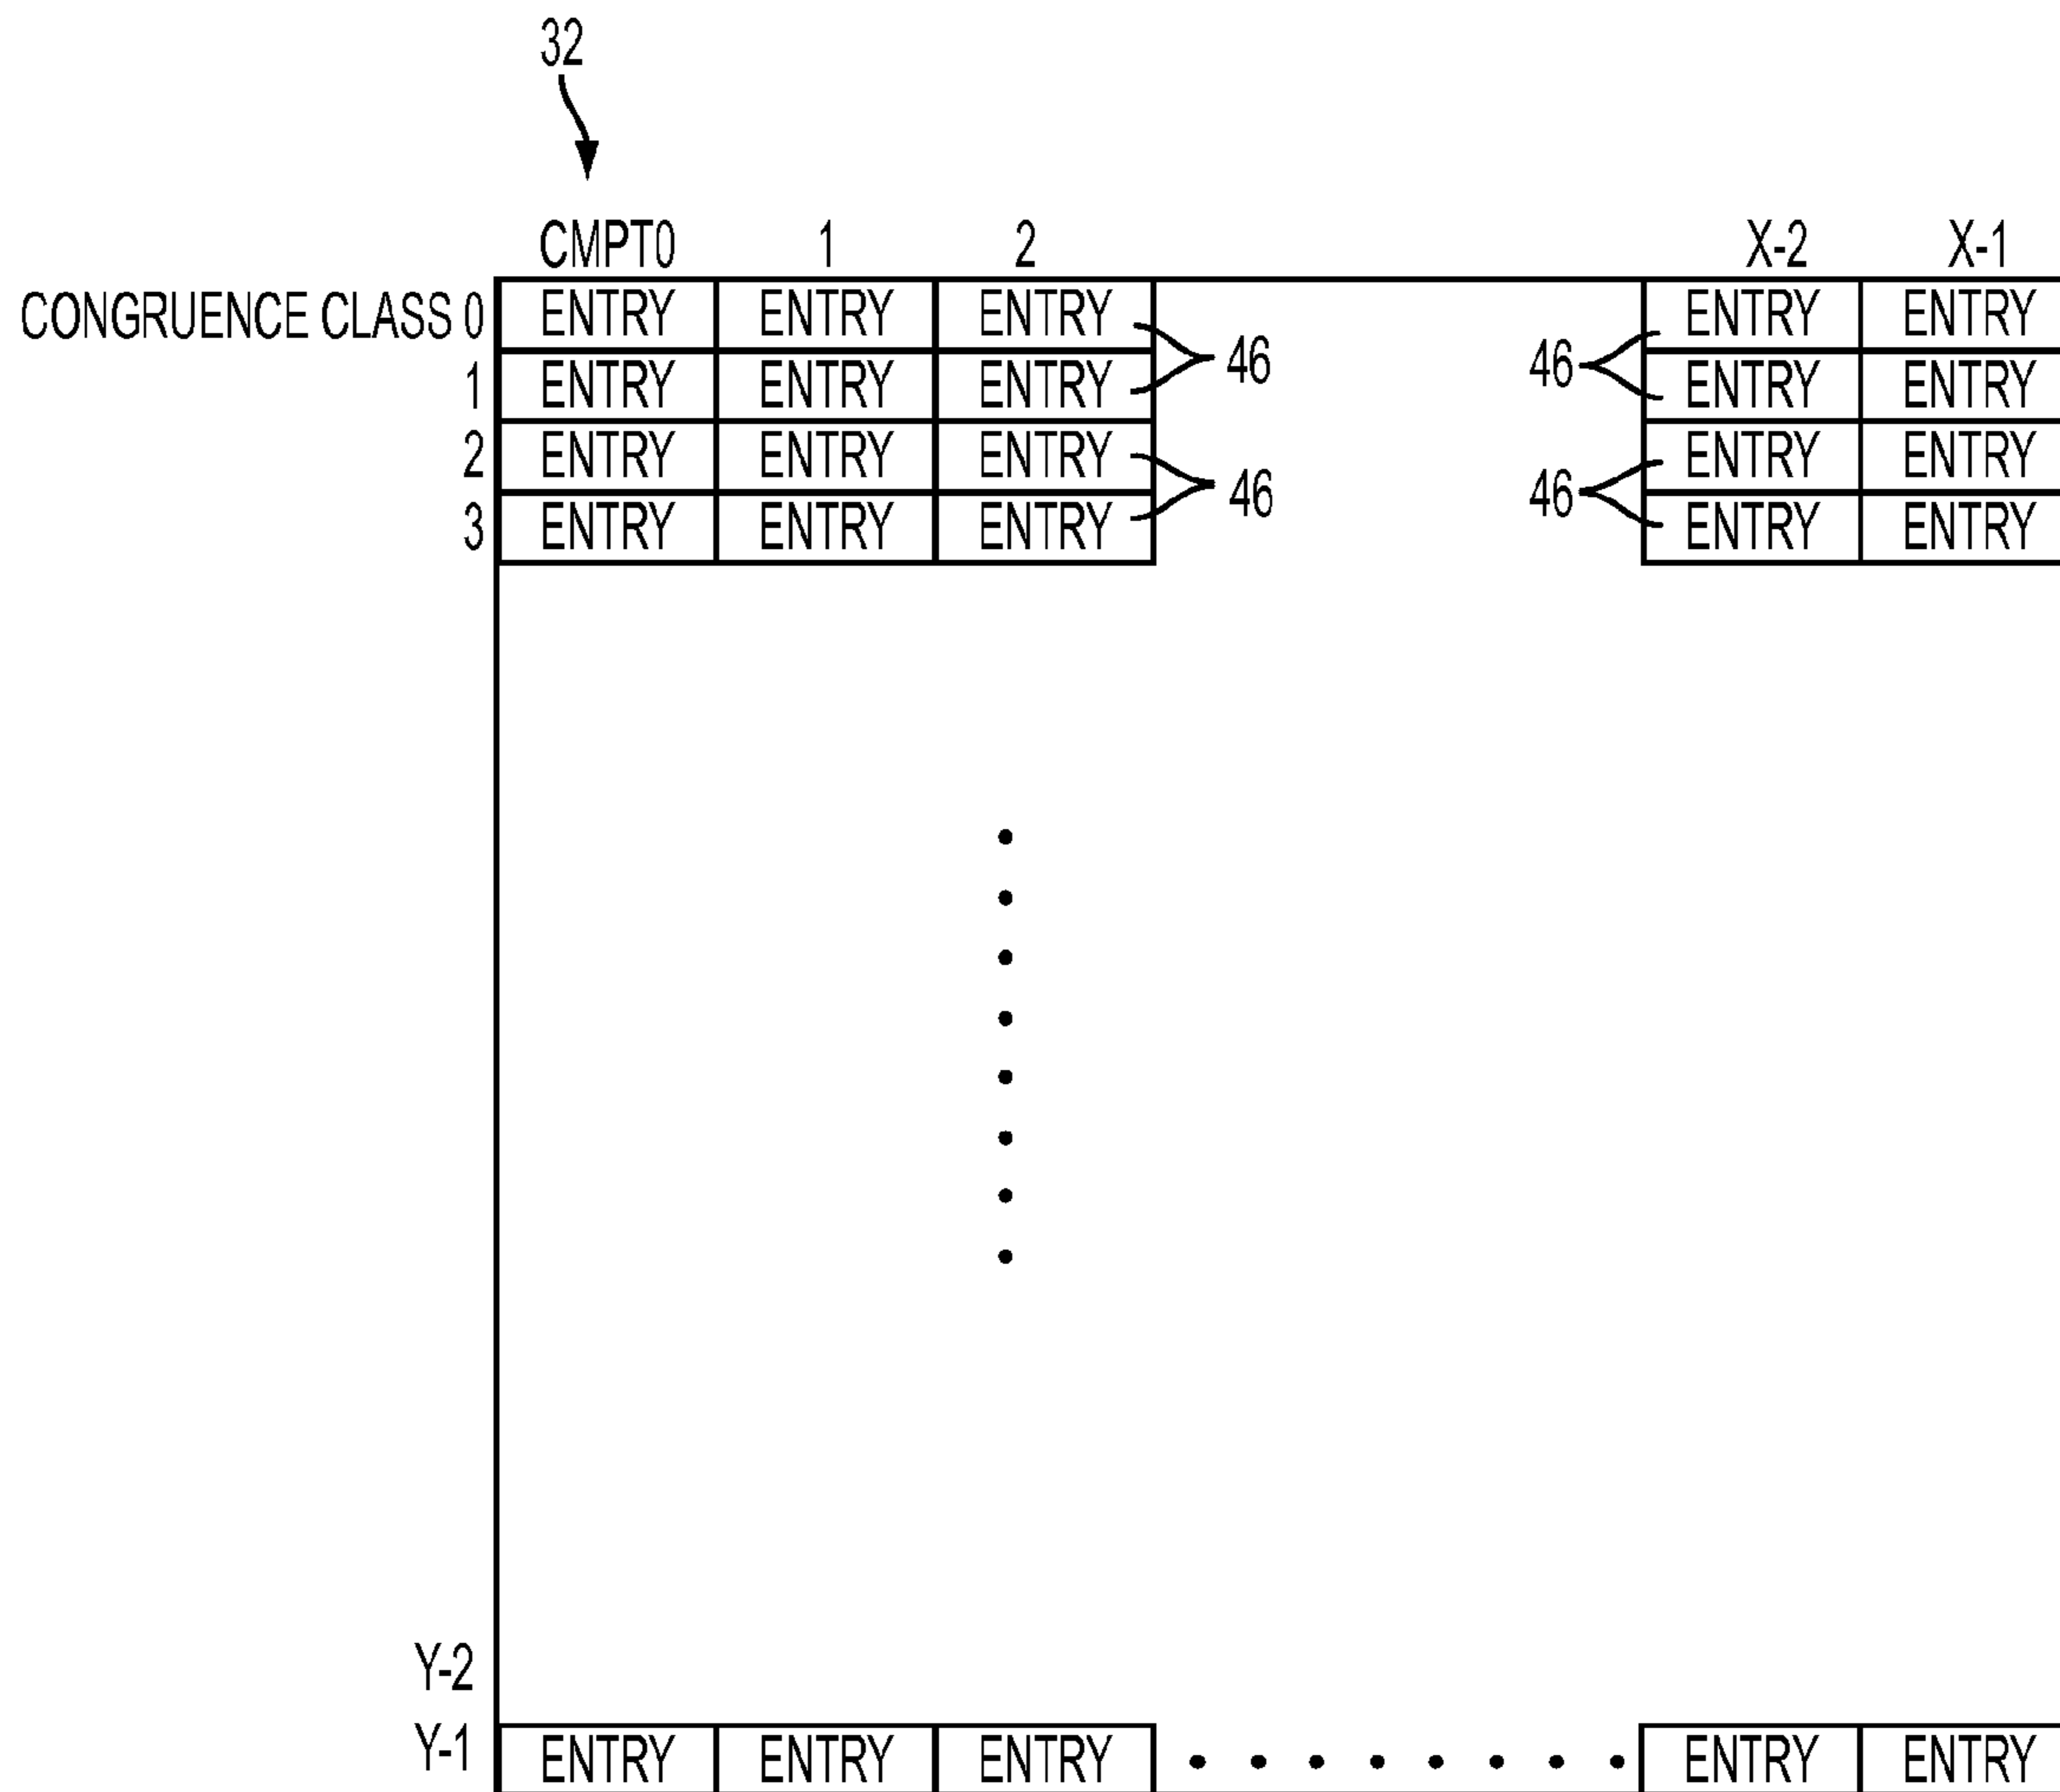 32
CMPT0 1 2 X-2 X-1
CONGRUENCE CLASS 0 ENTRY ENTRY ENTRY ENTRY ENTRY
46 46
1 ENTRY ENTRY ENTRY ENTRY ENTRY
2 ENTRY ENTRY ENTRY ENTRY ENTRY
46 46
3 ENTRY ENTRY ENTRY ENTRY ENTRY
Y-2
Y-1 ENTRY ENTRY ENTRY ENTRY ENTRY